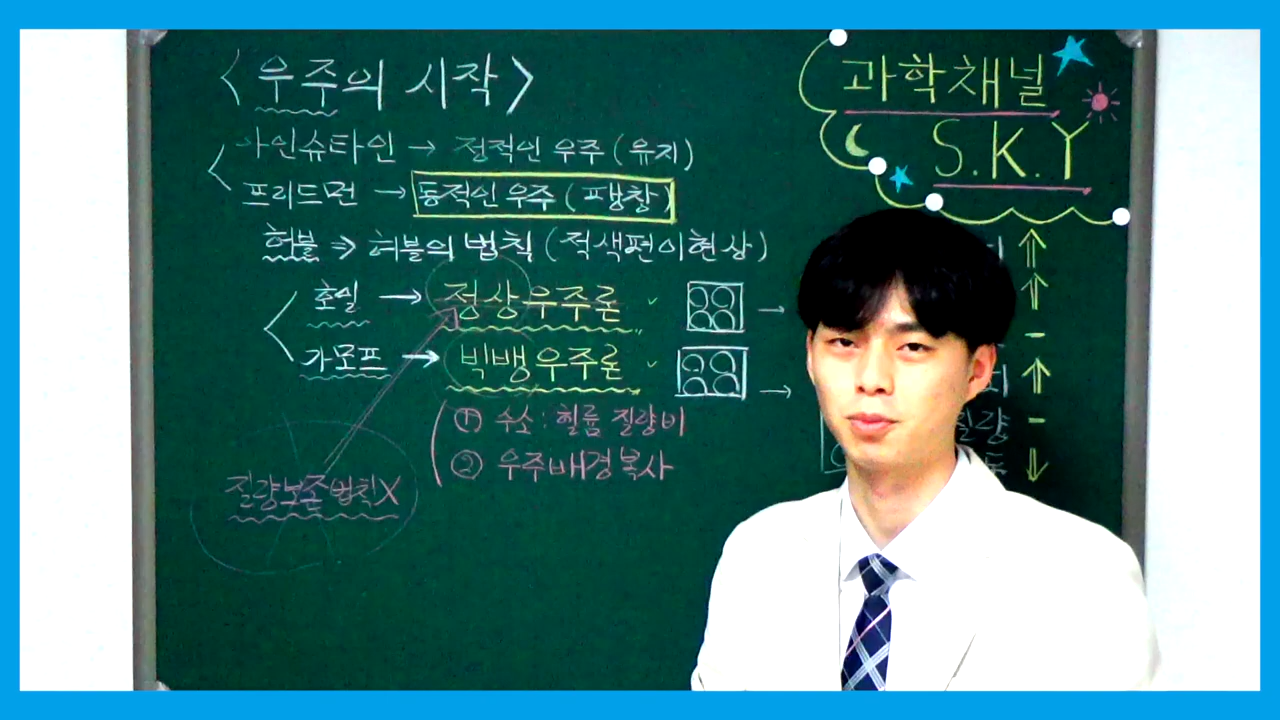 <우주의 시작>
아인슈타인 → 정적인 우주 (유지)
프리드먼 → 동적인 우주 (팽창)
허블 ⇒ 허블의 법칙 (적색편이현상)
호일 → 정상우주론
가모프 → 빅뱅우주론
① 수소 : 헬륨 질량비
② 우주배경복사
질량보존법칙X
과학채널
S.K.Y